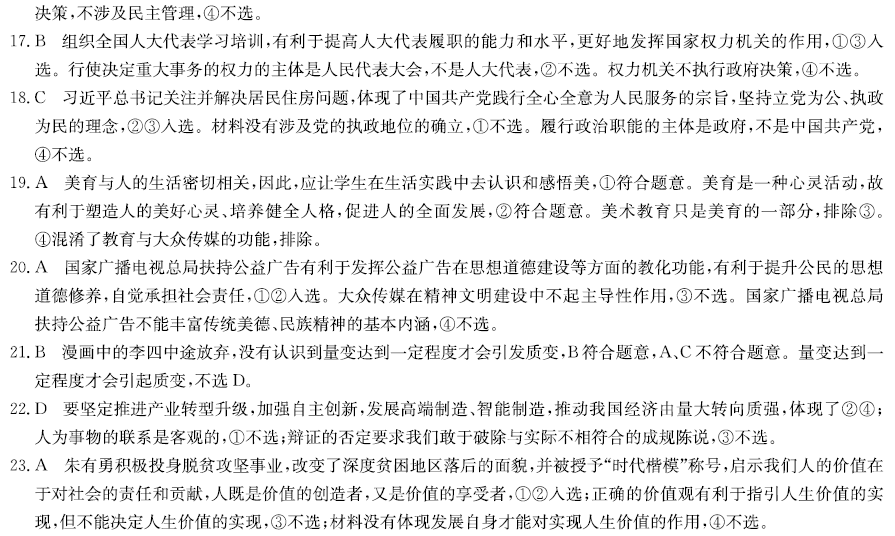 决策,不涉及民主管理,④不选。
17. B 组织全国人大代表学习培训,有利于提高人大代表履职的能力和水平,更好地发挥国家权力机关的作用,①③入
选。行使决定重大事务的权力的主体是人民代表大会,不是人大代表,②不选。权力机关不执行政府决策,④不选。
18. C 习近平总书记关注并解决居民住房问题,体现了中国共产党践行全心全意为人民服务的宗旨,坚持立党为公、执政
为民的理念,②③入选。材料没有涉及党的执政地位的确立,①不选。履行政治职能的主体是政府,不是中国共产党,
④不选。
19. A 美育与人的生活密切相关,因此,应让学生在生活实践中去认识和感悟美,①符合题意。美育是一种心灵活动,故
有利于塑造人的美好心灵、培养健全人格,促进人的全面发展,②符合题意。美术教育只是美育的一部分,排除③。
④混淆了教育与大众传媒的功能,排除。
20. A 国家广播电视总局扶持公益广告有利于发挥公益广告在思想道德建设等方面的教化功能,有利于提升公民的思想
道德修养,自觉承担社会责任,①②入选。大众传媒在精神文明建设中不起主导性作用,③不选。国家广播电视总局
扶持公益广告不能丰富传统美德、民族精神的基本内涵,④不选。
21. B 漫画中的李四中途放弃,没有认识到量变达到一定程度才会引发质变,B符合题意,A、C不符合题意。量变达到一
定程度才会引起质变,不选D。
22. D 要坚定推进产业转型升级,加强自主创新,发展高端制造、智能制造,推动我国经济由量大转向质强,体现了②④;
人为事物的联系是客观的,①不选;辩证的否定要求我们敢于破除与实际不相符合的成规陈说,③不选。
23. A 朱有勇积极投身脱贫攻坚事业,改变了深度贫困地区落后的面貌,并被授予“时代楷模”称号,启示我们人的价值在
于对社会的责任和贡献,人既是价值的创造者,又是价值的享受者,①②入选;正确的价值观有利于指引人生价值的实
现,但不能决定人生价值的实现,③不选;材料没有体现发展自身才能对实现人生价值的作用,④不选。